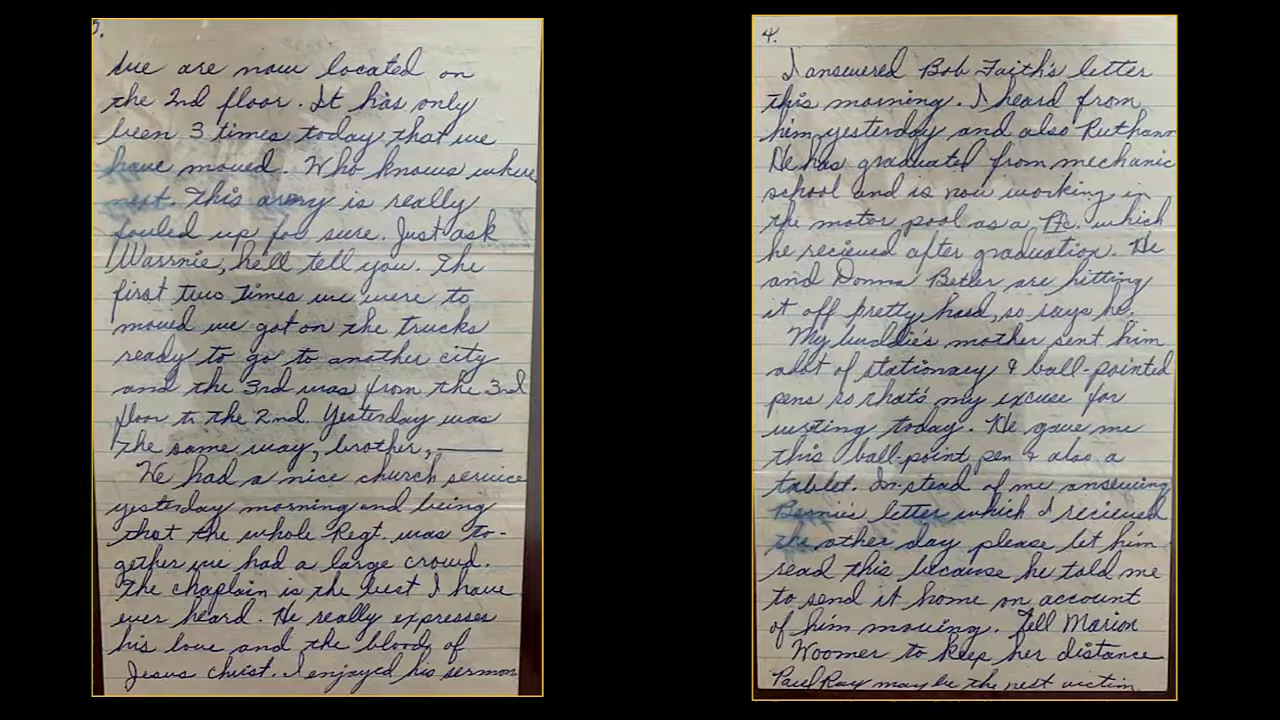 3.
We are now located on
the 2nd floor. It has only
been 3 times today that we
have moved. Who knows where
next. This army is really
fouled up for sure. Just ask
Warrnie, he'll tell you. The
first two times we were to
moved we got on the trucks
ready to go to another city
and the 3rd was from the 3rd
floor to the 2nd. Yesterday was
the same way, brother,
We had a nice church service
yesterday morning and being
that the whole Regt. was to-
gether we had a large crowd.
The chaplain is the best I have
ever heard. He really expresses
his love and the blood, of
Jesus Christ. I enjoyed his sermon
4.
I answered Bob Faith's letter
this morning. I heard from
him, yesterday and also Ruthann
He has graduated from mechanic
school and is now working in
the motor pool as a Pfc. which
he recieved after graduation. He
and Donna Betler are hitting
it off pretty hard, so says he.
My buddie's mother sent him
alot of stationary & ball-pointed
pens so that's my excuse for
writing today. He gave me
this ball-point pen & also a
tablet. In-stead of me answering
Bernie's letter which I recieved
the other day please let him
read this because he told me
to send it home on account
of him moving. Tell Marion
Woomer to keep her distance
Paul Ray may be the next victim.